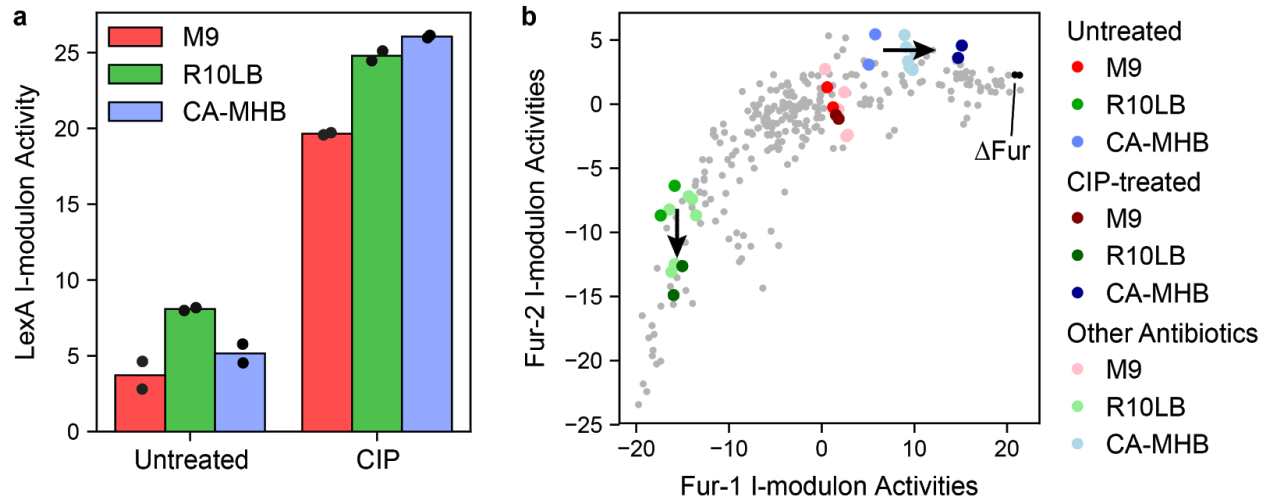 a
LexA I-modulon Activity
25
20
15
10
5
0
M9
R10LB
CA-MHB
Untreated
CIP
b
Fur-2 I-modulon Activities
5
0
−5
−10
−15
−20
−25
ΔFur
−20
−10
0
10
20
Fur-1 I-modulon Activities
Untreated
M9
R10LB
CA-MHB
CIP-treated
M9
R10LB
CA-MHB
Other Antibiotics
M9
R10LB
CA-MHB